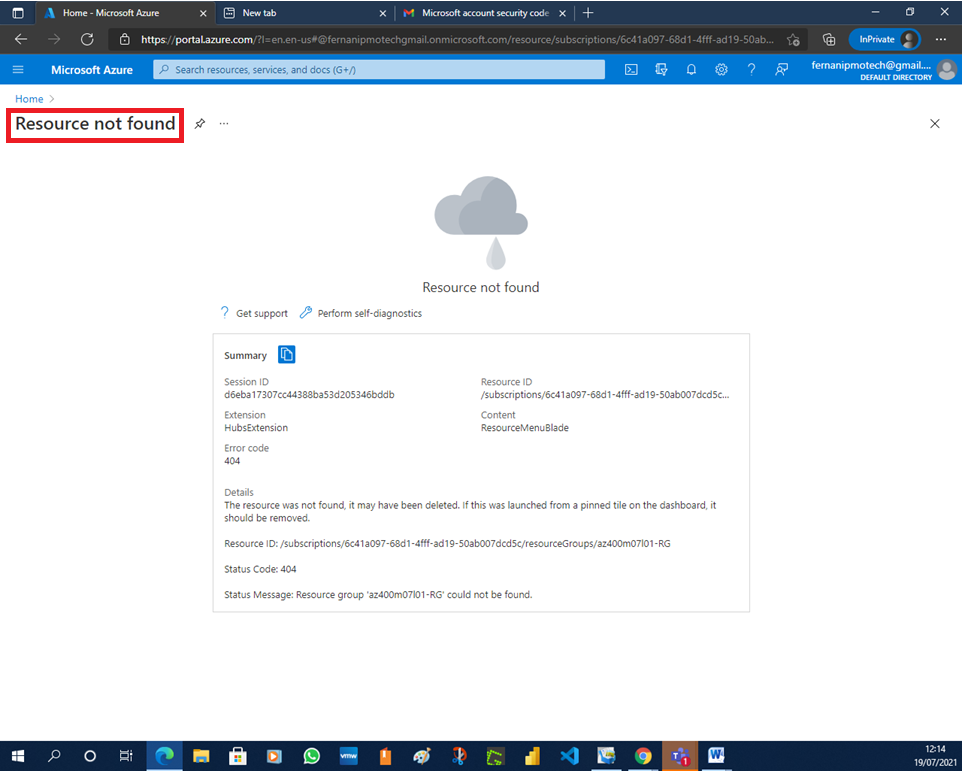 Home - Microsoft Azure
New tab
Microsoft account security code
https://portal.azure.com/?l=en.en-us#@fernanipmotechgmail.onmicrosoft.com/resource/subscriptions/6c41a097-68d1-4fff-ad19-50ab...
InPrivate
Microsoft Azure
Search resources, services, and docs (G+/)
fernanipmotech@gmail....
DEFAULT DIRECTORY
Home >
Resource not found
...
Resource not found
? Get support
Perform self-diagnostics
Summary
Session ID
d6eba17307cc44388ba53d205346bddb
Resource ID
/subscriptions/6c41a097-68d1-4fff-ad19-50ab007dcd5c...
Extension
HubsExtension
Content
ResourceMenuBlade
Error code
404
Details
The resource was not found, it may have been deleted. If this was launched from a pinned tile on the dashboard, it
should be removed.
Resource ID: /subscriptions/6c41a097-68d1-4fff-ad19-50ab007dcd5c/resourceGroups/az400m07l01-RG
Status Code: 404
Status Message: Resource group 'az400m07l01-RG' could not be found.
vmw
12:14
19/07/2021